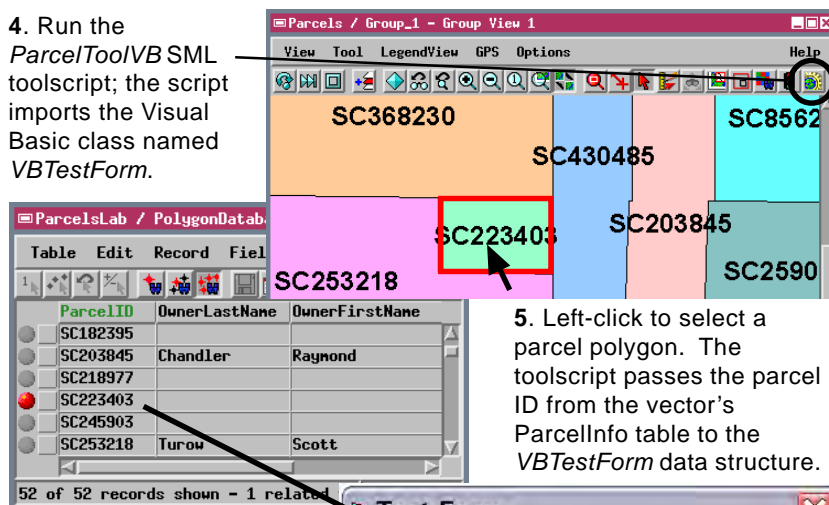 4. Run the
ParcelToolVB SML
toolscript; the script
imports the Visual
Basic class named
VBTestForm.
Parcels / Group_1 - Group View 1
View Tool LegendView GPS Options Help
SC368230
SC8562
SC430485
SC223403
SC203845
SC253218
SC2590
ParcelsLab / PolygonDataba
Table Edit Record Fiel
ParcelID OwnerLastName OwnerFirstName
SC182395
SC203845 Chandler Raymond
SC218977
SC223403
SC245903
SC253218 Turow Scott
52 of 52 records shown - 1 related
5. Left-click to select a
parcel polygon. The
toolscript passes the parcel
ID from the vector's
ParcelInfo table to the
VBTestForm data structure.